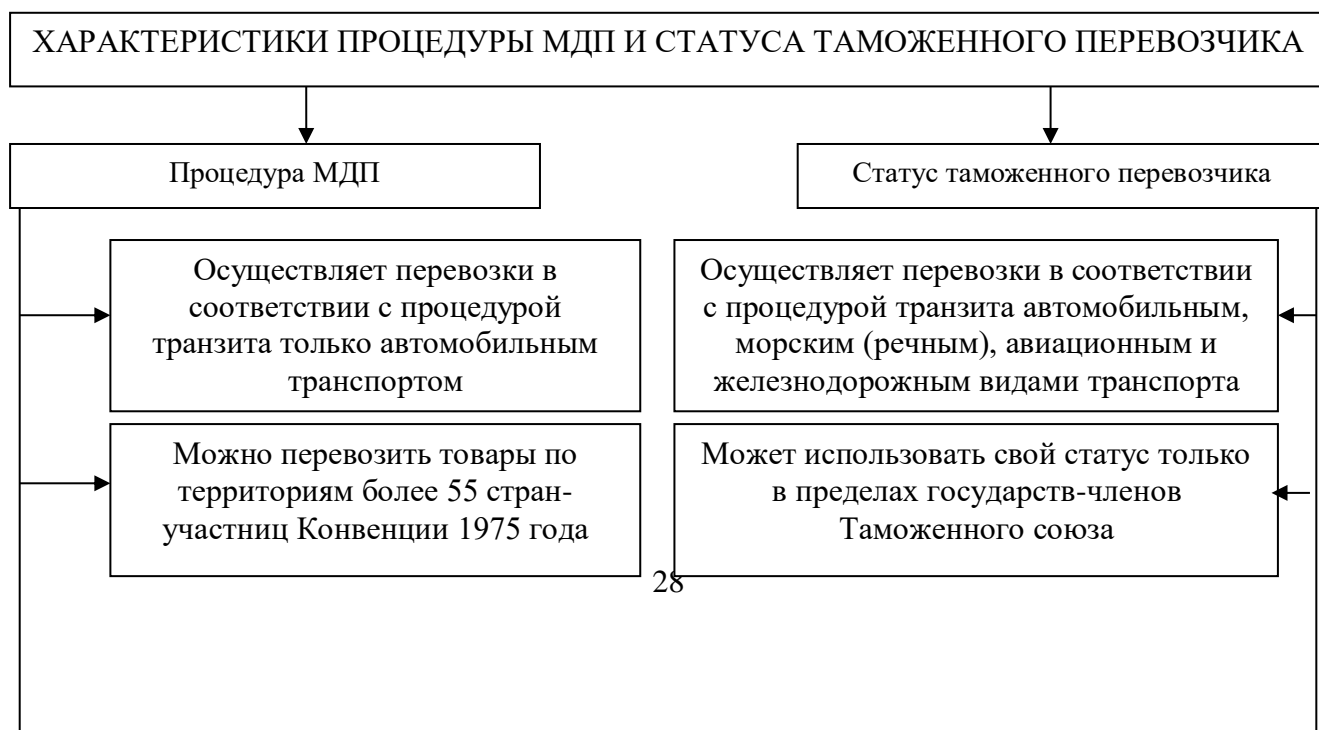 ХАРАКТЕРИСТИКИ ПРОЦЕДУРЫ МДП И СТАТУСА ТАМОЖЕННОГО ПЕРЕВОЗЧИКА
Процедура МДП
Статус таможенного перевозчика
Осуществляет перевозки в
соответствии с процедурой
транзита только автомобильным
транспортом
Осуществляет перевозки в соответствии
с процедурой транзита автомобильным,
морским (речным), авиационным и
железнодорожным видами транспорта
Можно перевозить товары по
территориям более 55 стран-
участниц Конвенции 1975 года
Может использовать свой статус только
в пределах государств-членов
Таможенного союза
28